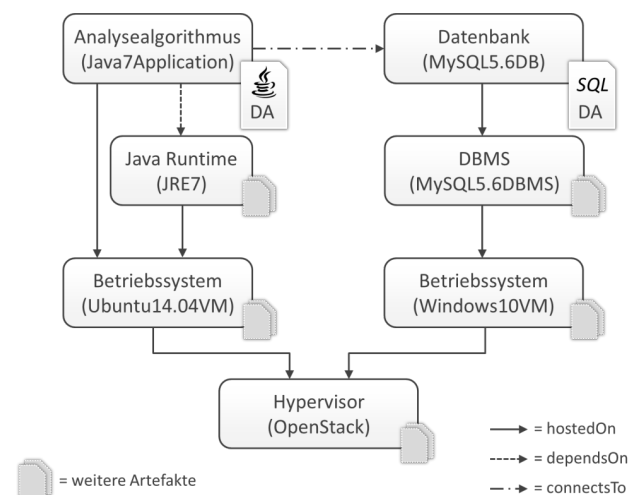 Analysealgorithmus
(Java7Application)
DA
Datenbank
(MySQL5.6DB)
SQL
DA
Java Runtime
(JRE7)
DBMS
(MySQL5.6DBMS)
Betriebssystem
(Ubuntu14.04VM)
Betriebssystem
(Windows10VM)
Hypervisor
(OpenStack)
= hostedOn
= dependsOn
= connectsTo
= weitere Artefakte